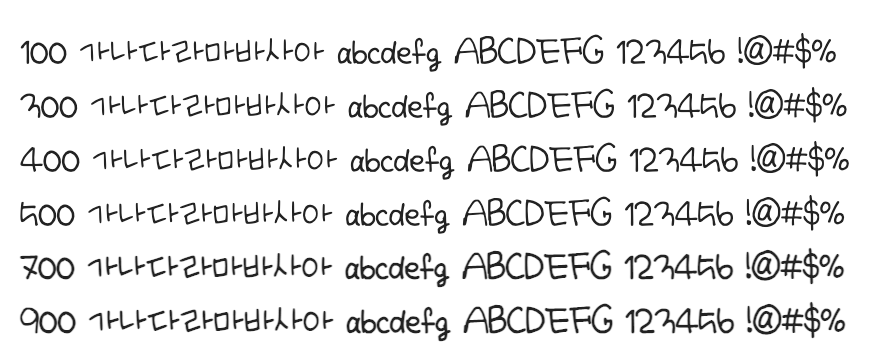 100 가나다라마바사아 abcdefg ABCDEFG 123456 !@#$%
300 가나다라마바사아 abcdefg ABCDEFG 123456 !@#$%
400 가나다라마바사아 abcdefg ABCDEFG 123456 !@#$%
500 가나다라마바사아 abcdefg ABCDEFG 123456 !@#$%
700 가나다라마바사아 abcdefg ABCDEFG 123456 !@#$%
900 가나다라마바사아 abcdefg ABCDEFG 123456 !@#$%